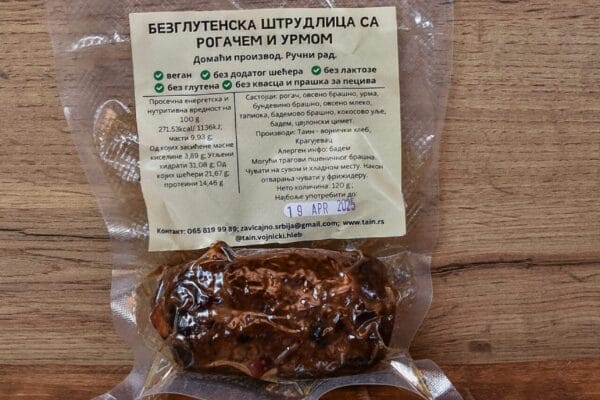 БЕЗГЛУТЕНСКА ШТРУДЛИЦА СА
РОГАЧЕМ И УРМОМ
Домаћи производ. Ручни рад.
веган без додатог шећера без лактозе
без глутена без квасца и прашка за пецива
Просечна енергетска и
нутритивна вредност на
100 g
271.53kcal/ 1136kJ;
масти 9,93 g;
Од којих засићене масне
киселине 3,89 g; Угљени
хидрати 31,08 g; Од
којих шећери 21,67 g;
протеини 14,46 g.
Састојци: рогач, овсено брашно, урма,
бундевино брашно, овсено млеко,
тапиока, бадемово брашно, кокосово уље,
бадем, цејлонски цимет.
Производи: Таин - војнички хлеб,
Крагујевац
Алерген инфо: бадем
Могући трагови пшеничног брашна.
Чувати на сувом и хладном месту. Након
отварања чувати у фрижидеру.
Нето количина: 120 g;
Најбоље употребити до:
19 APR 2025
Контакт: 065 819 99 89; zavicajno.srbija@gmail.com; www.tain.rs
@tain.vojnicki.hleb